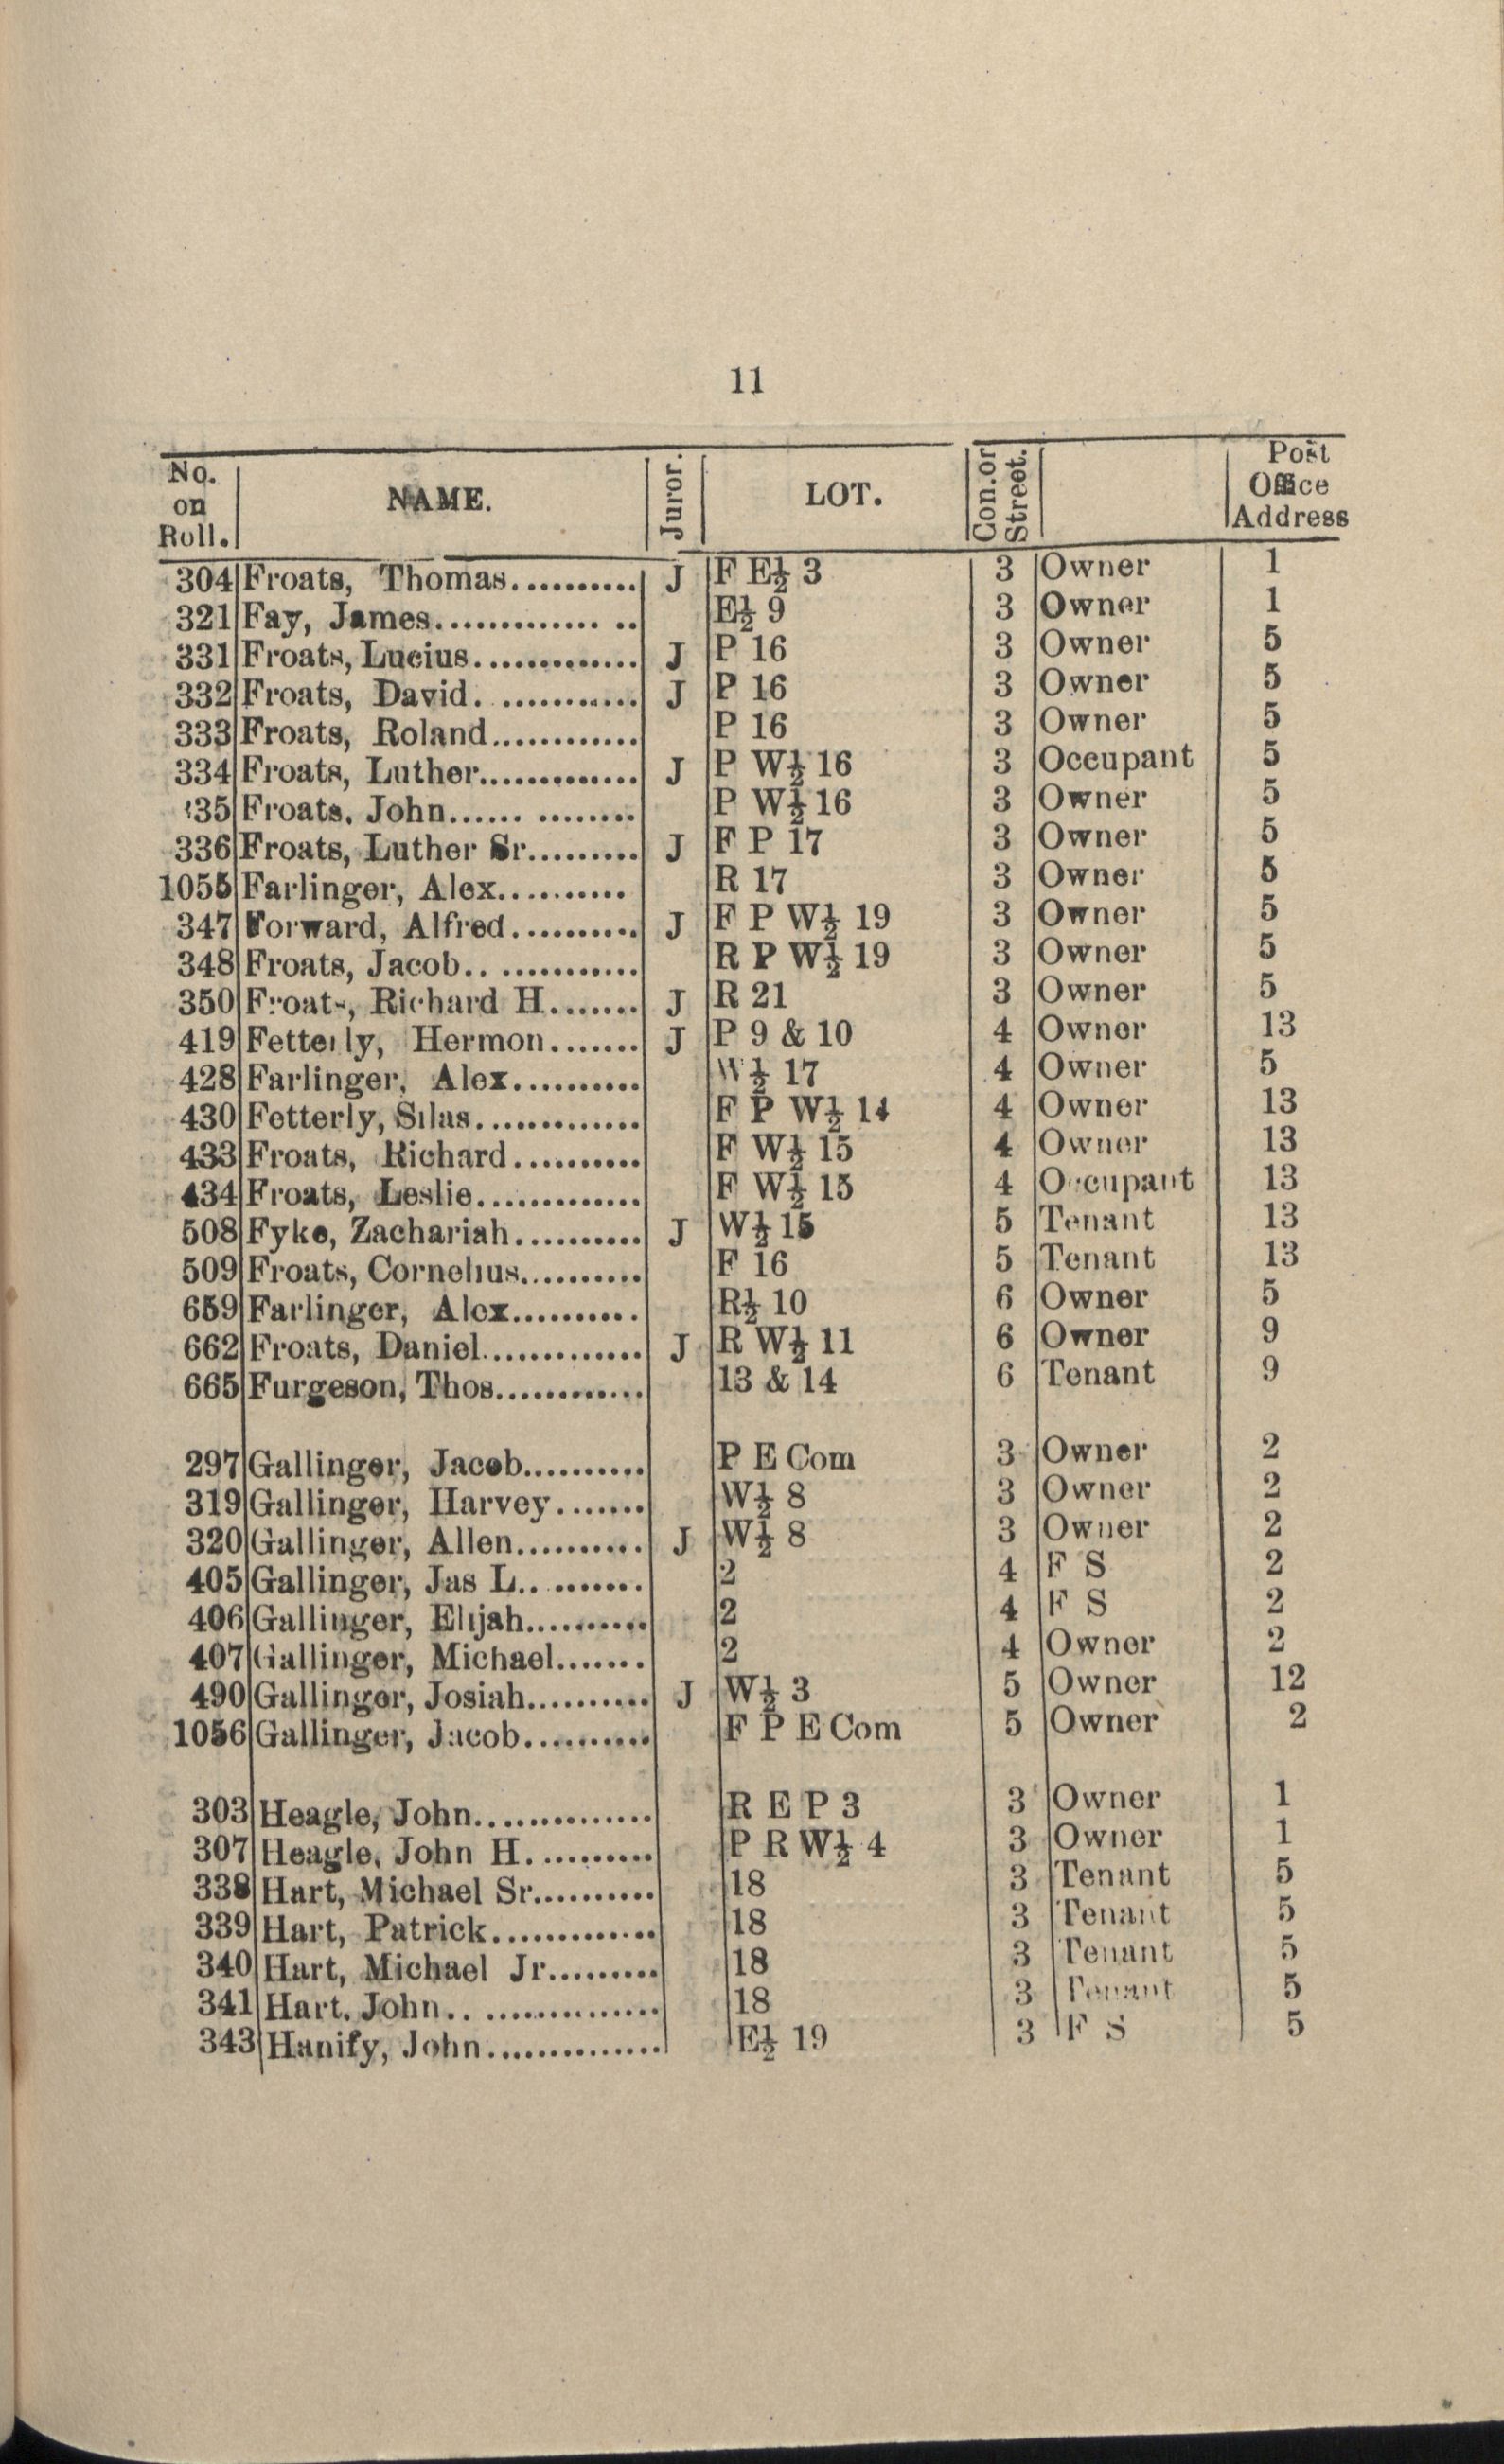 11
No. on Roll. NAME. Juror. LOT. Con. or Street. Post Office Address
304 Froats, Thomas.......... J F E½ 3 3 Owner 1
321 Fay, James............. .. E½ 9 3 Owner 1
331 Froats, Lucius............. J P 16 3 Owner 5
332 Froats, David. ............ J P 16 3 Owner 5
333 Froats, Roland............ P 16 3 Owner 5
334 Froats, Luther............. J P W½ 16 3 Occupant 5
335 Froats, John...... ........ P W½ 16 3 Owner 5
336 Froats, Luther Sr......... J F P 17 3 Owner 5
1055 Farlinger, Alex.......... R 17 3 Owner 5
347 Forward, Alfred.......... J F P W½ 19 3 Owner 5
348 Froats, Jacob.. ............ R P W½ 19 3 Owner 5
350 Froats, Richard H....... J R 21 3 Owner 5
419 Fetterly, Hermon....... J P 9 & 10 4 Owner 13
428 Farlinger, Alex.......... W½ 17 4 Owner 5
430 Fetterly, Silas............. F P W½ 14 4 Owner 13
433 Froats, Richard.......... F W½ 15 4 Owner 13
434 Froats, Leslie............. F W½ 15 4 Occupant 13
508 Fyke, Zachariah.......... J W½ 15 5 Tenant 13
509 Froats, Cornelius.......... F 16 5 Tenant 13
659 Farlinger, Alex.......... R½ 10 6 Owner 5
662 Froats, Daniel............. J R W½ 11 6 Owner 9
665 Furgeson, Thos............ 13 & 14 6 Tenant 9
297 Gallinger, Jacob.......... P E Com 3 Owner 2
319 Gallinger, Harvey....... W½ 8 3 Owner 2
320 Gallinger, Allen.......... J W½ 8 3 Owner 2
405 Gallinger, Jas L.. ........ 2 4 F S 2
406 Gallinger, Elijah.......... 2 4 F S 2
407 Gallinger, Michael....... 2 4 Owner 2
490 Gallinger, Josiah.......... J W½ 3 5 Owner 12
1056 Gallinger, Jacob.......... F P E Com 5 Owner 2
303 Heagle, John.............. R E P 3 3 Owner 1
307 Heagle, John H. ......... P R W½ 4 3 Owner 1
338 Hart, Michael Sr.......... 18 3 Tenant 5
339 Hart, Patrick............. 18 3 Tenant 5
340 Hart, Michael Jr......... 18 3 Tenant 5
341 Hart, John.. .............. 18 3 Tenant 5
343 Hanify, John.............. E½ 19 3 F S 5